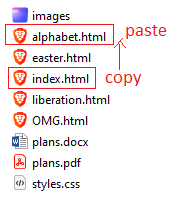 images
alphabet.html
paste
easter.html
index.html
copy
liberation.html
OMG.html
plans.docx
plans.pdf
styles.css